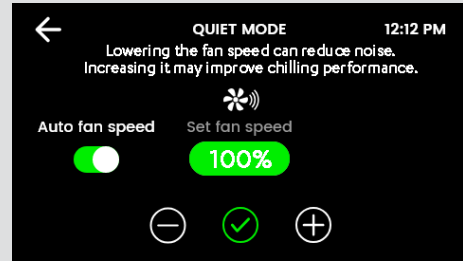 QUIET MODE 12:12 PM
Lowering the fan speed can reduce noise.
Increasing it may improve chilling performance.
Auto fan speed Set fan speed
100%